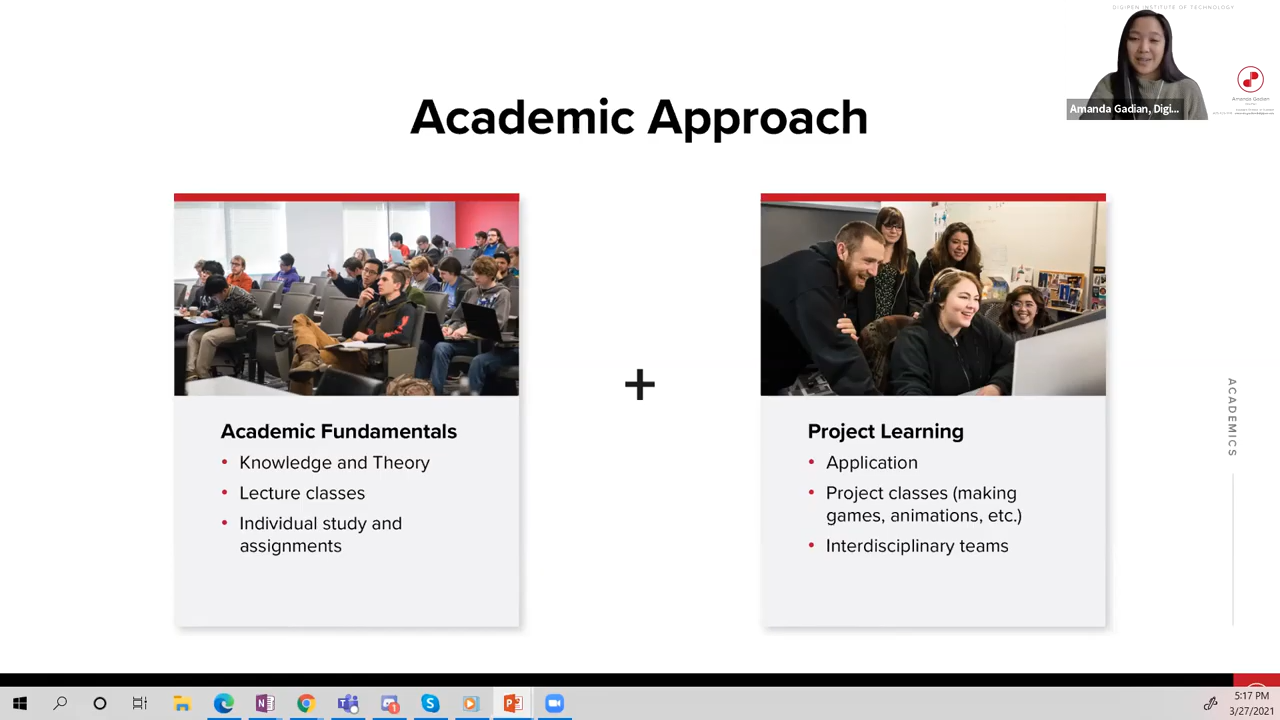 DIGIPEN INSTITUTE OF TECHNOLOGY
Amanda Gadian
Amanda Gadian, Digi...
Academic Approach
Academic Fundamentals
• Knowledge and Theory
• Lecture classes
• Individual study and
assignments
+
Project Learning
• Application
• Project classes (making
games, animations, etc.)
• Interdisciplinary teams
ACADEMICS
5:17 PM
3/27/2021